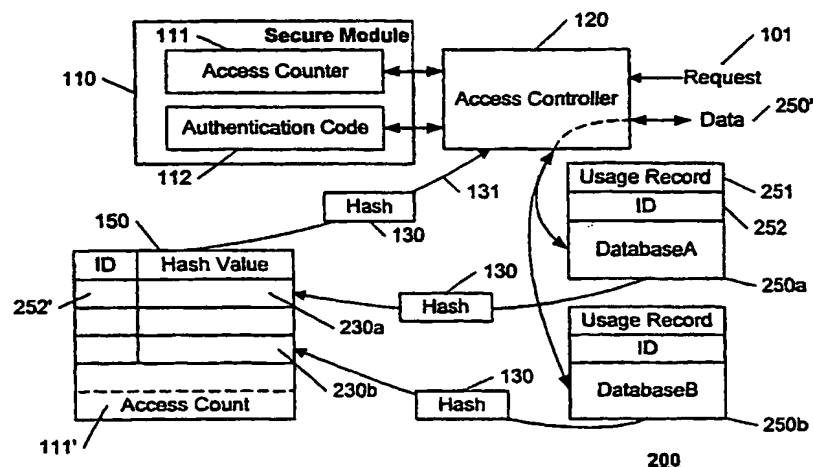 111
Secure Module
120
101
110
Access Counter
Access Controller
Request
Authentication Code
Data
250'
112
131
Usage Record
251
Hash
ID
252
150
130
DatabaseA
ID
Hash Value
130
252'
Hash
250a
230a
Usage Record
ID
130
230b
DatabaseB
Access Count
Hash
111'
250b
200